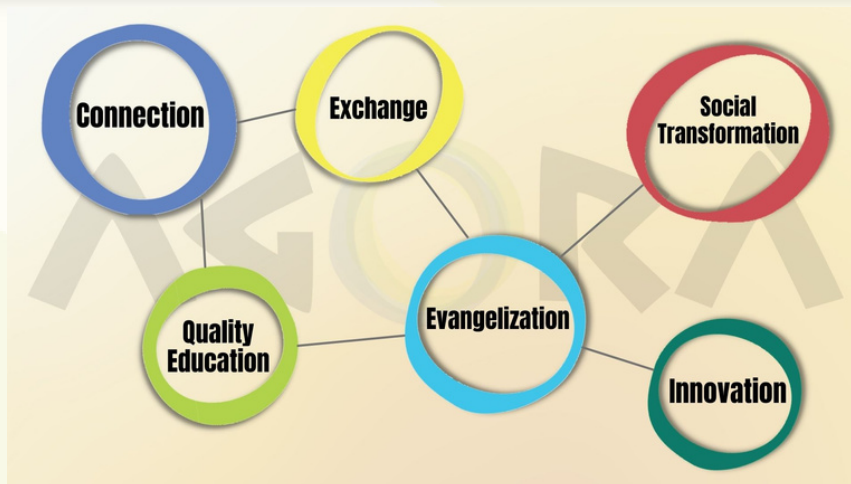 Connection
Exchange
Social
Transformation
AGORA
Evangelization
Quality
Education
Innovation